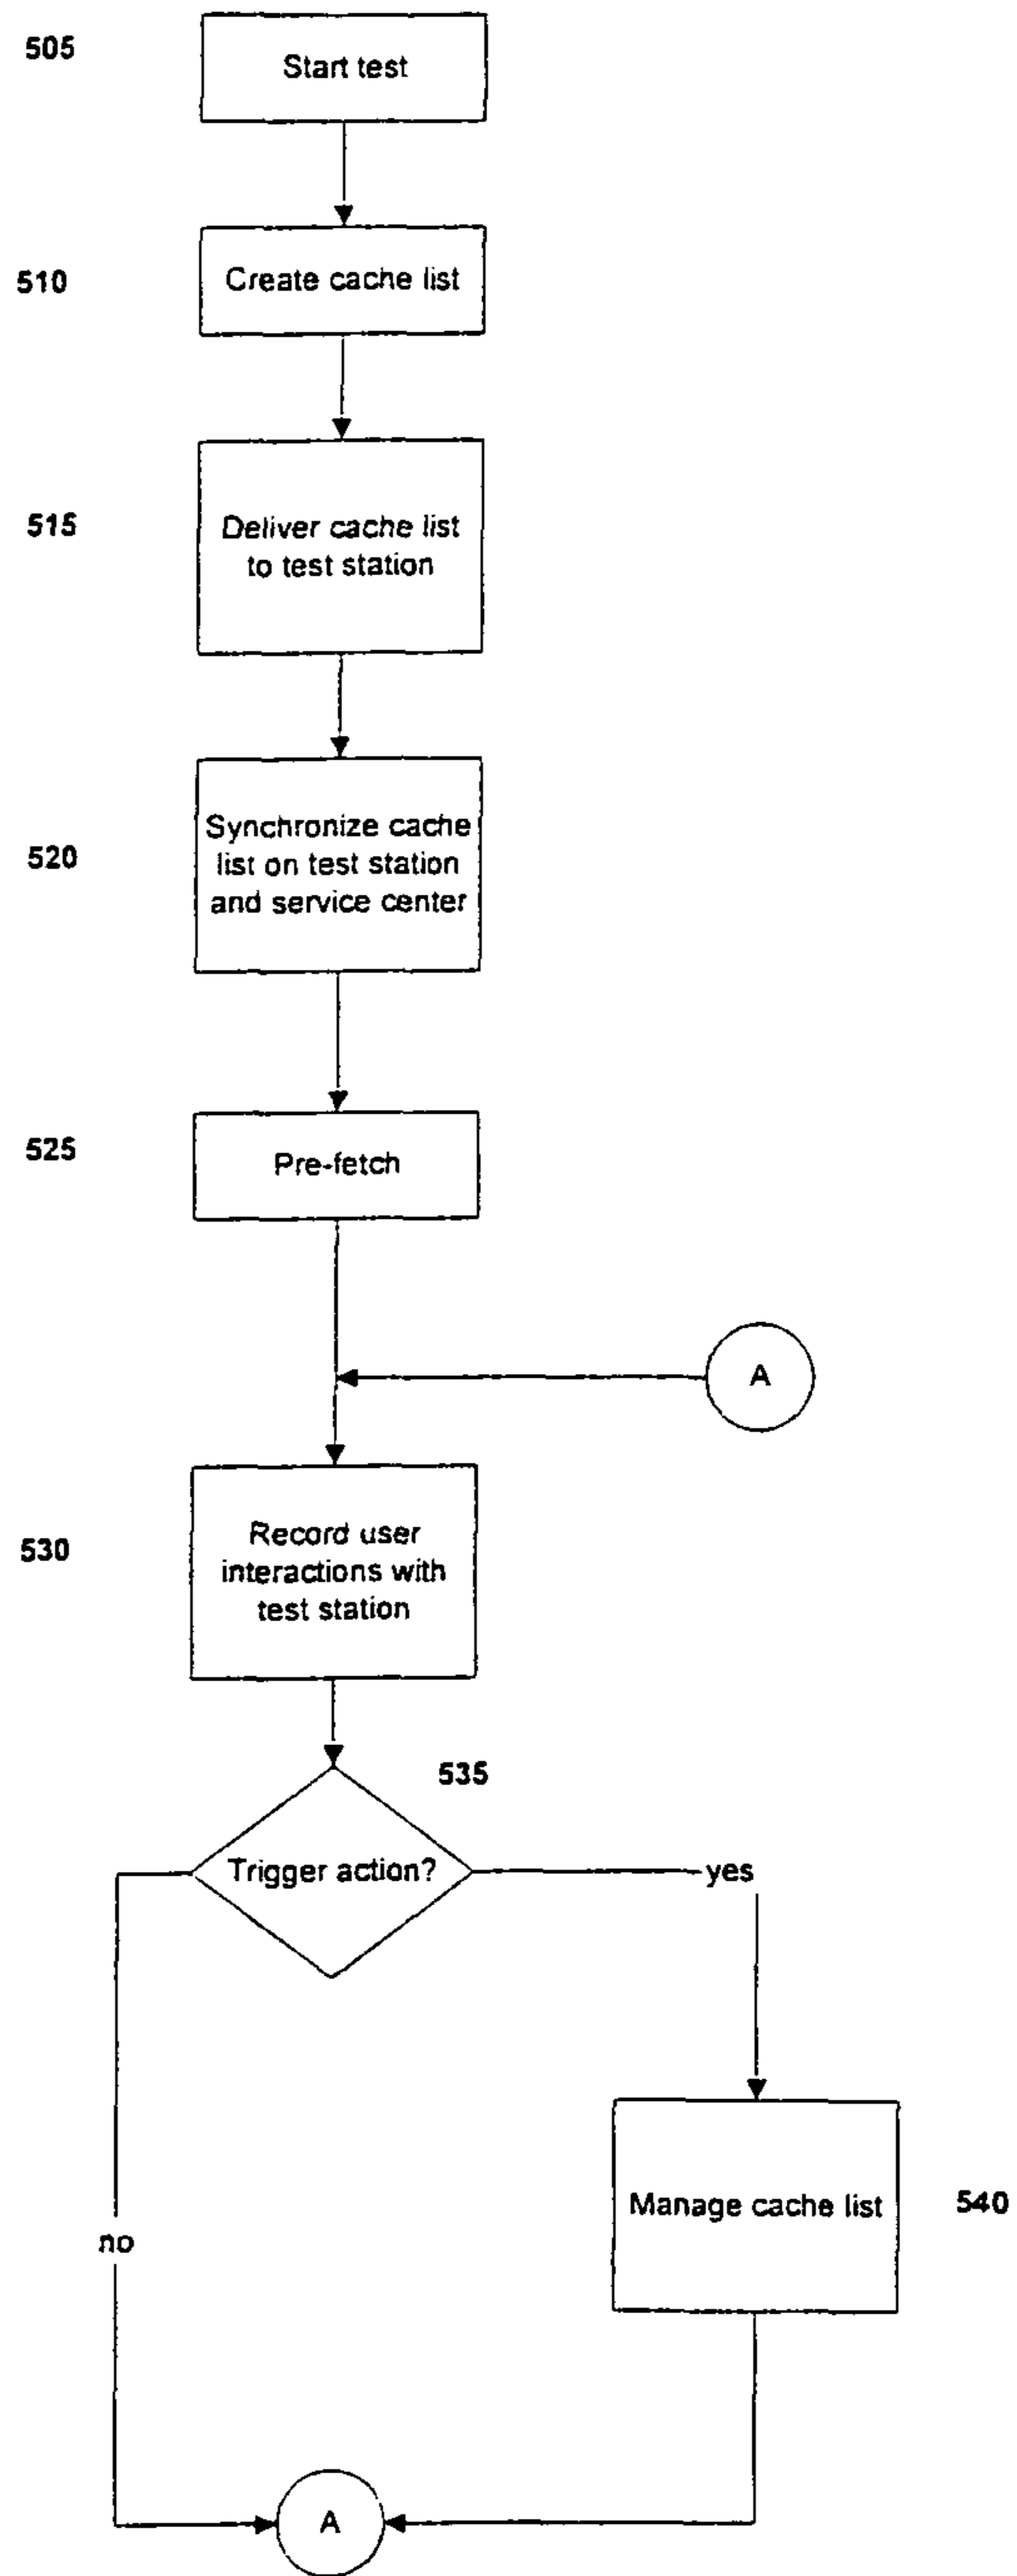 505
Start test
510
Create cache list
515
Deliver cache list
to test station
520
Synchronize cache
list on test station
and service center
525
Pre-fetch
A
530
Record user
interactions with
test station
535
Trigger action?
yes
Manage cache list
540
no
A